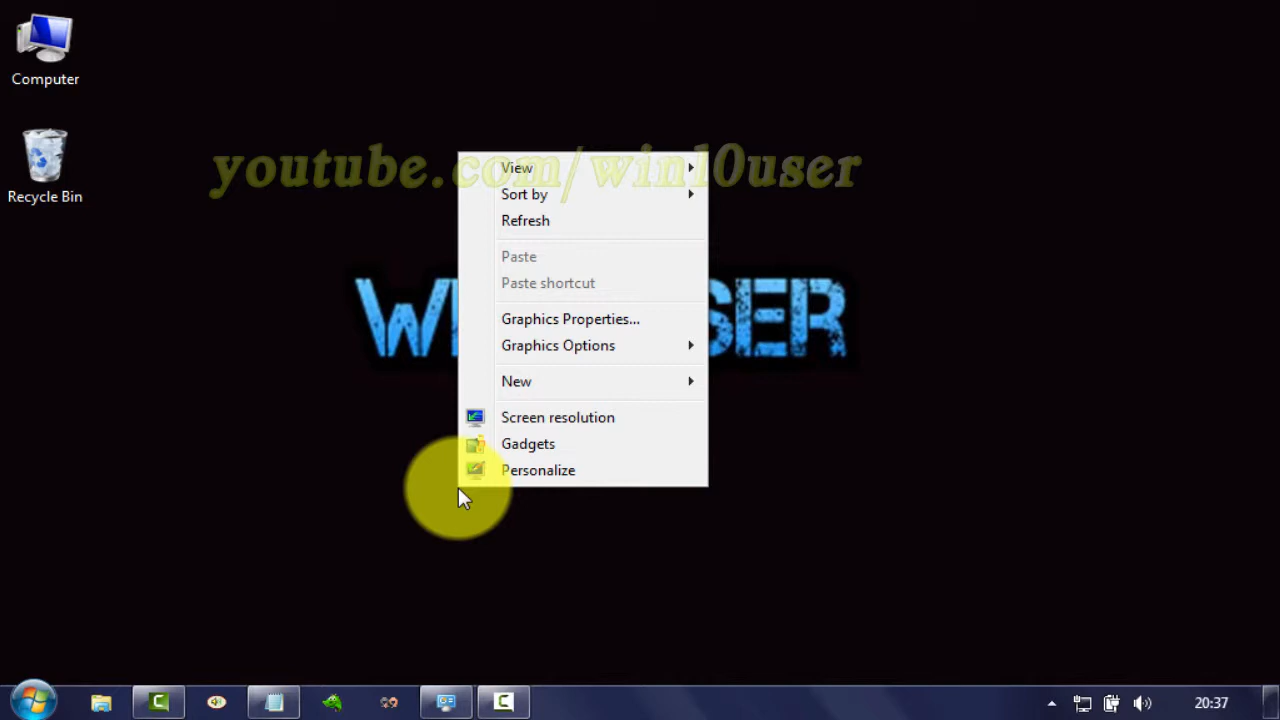 Computer
Recycle Bin
youtube.com/win10user
View
Sort by
Refresh
Paste
Paste shortcut
Graphics Properties...
Graphics Options
New
Screen resolution
Gadgets
Personalize
20:37